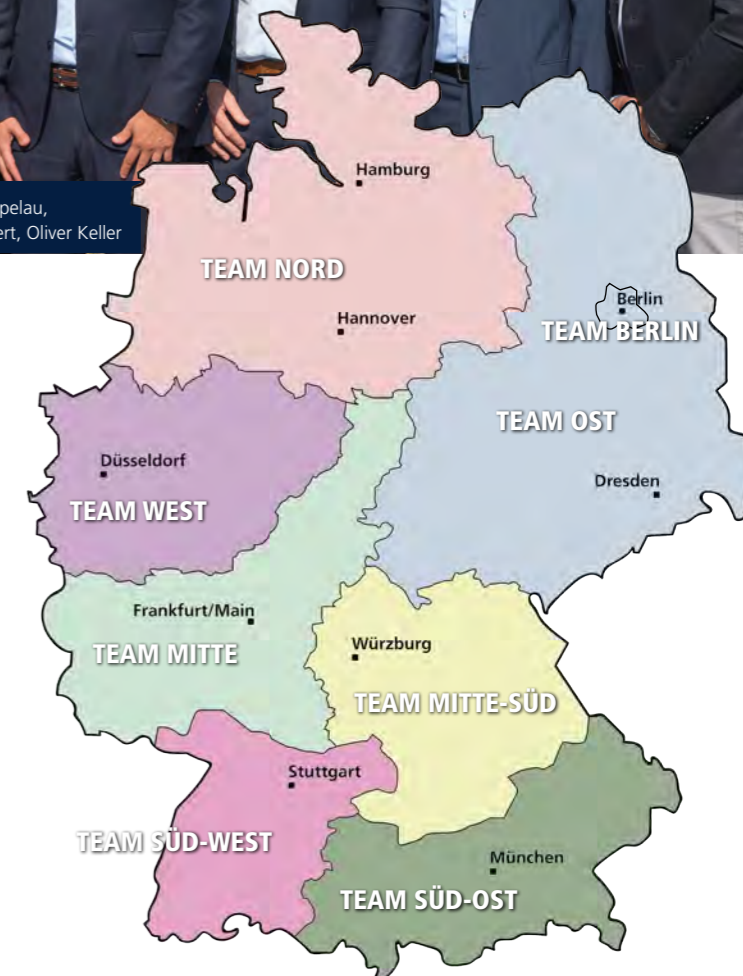 pelau,
ert, Oliver Keller
Hamburg
TEAM NORD
Hannover
Berlin
TEAM BERLIN
TEAM OST
Düsseldorf
Dresden
TEAM WEST
Frankfurt/Main
TEAM MITTE
Würzburg
TEAM MITTE-SÜD
Stuttgart
TEAM SÜD-WEST
München
TEAM SÜD-OST